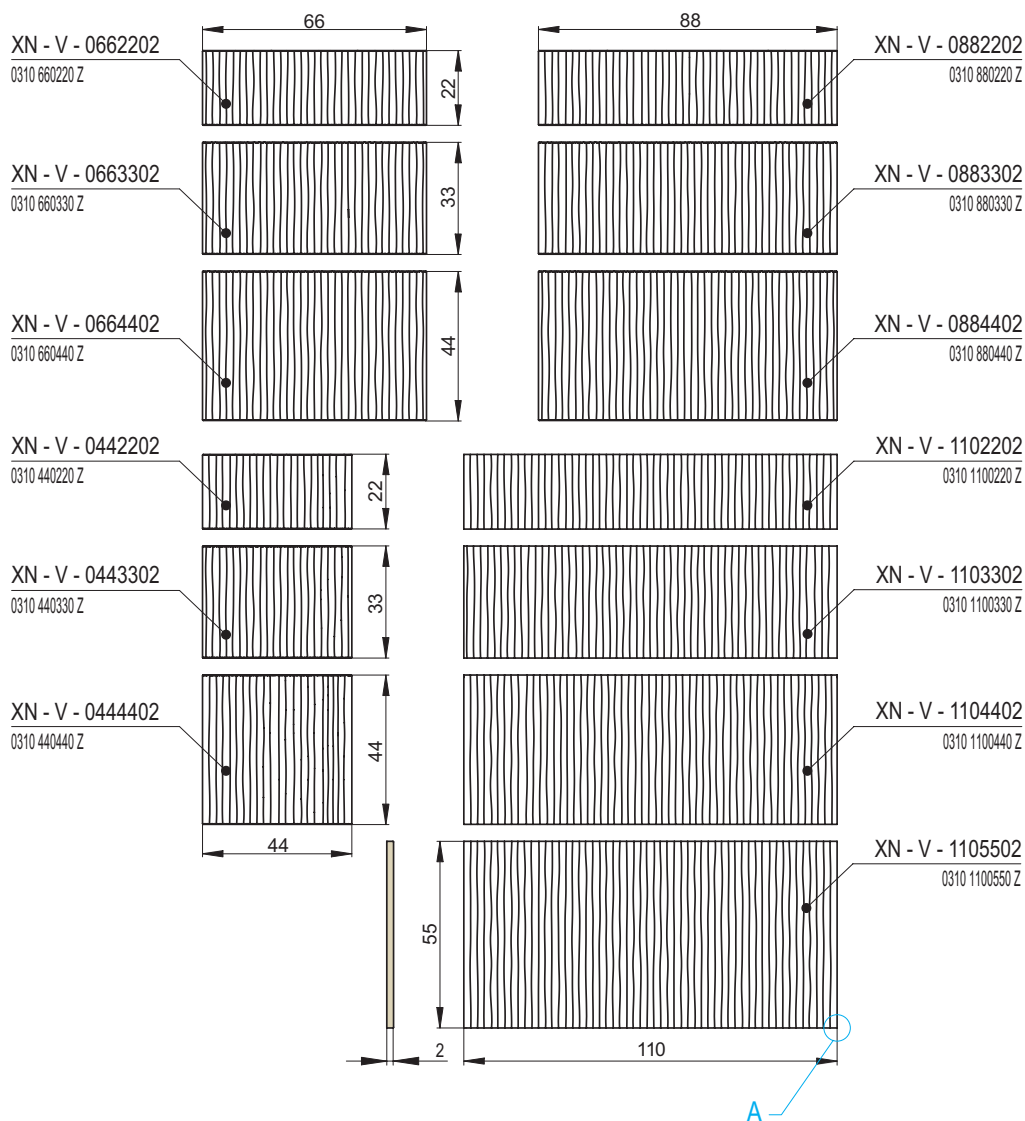 66
88
XN - V - 0662202
0310 660220 Z
22
XN - V - 0882202
0310 880220 Z
XN - V - 0663302
0310 660330 Z
33
XN - V - 0883302
0310 880330 Z
XN - V - 0664402
0310 660440 Z
44
XN - V - 0884402
0310 880440 Z
XN - V - 0442202
0310 440220 Z
22
XN - V - 1102202
0310 1100220 Z
XN - V - 0443302
0310 440330 Z
33
XN - V - 1103302
0310 1100330 Z
XN - V - 0444402
0310 440440 Z
44
XN - V - 1104402
0310 1100440 Z
44
XN - V - 1105502
0310 1100550 Z
55
2
110
A